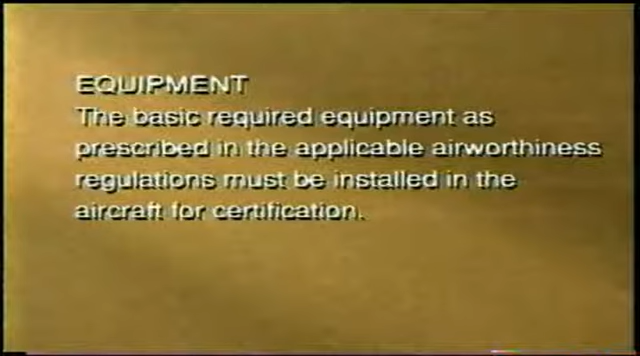 EQUIPMENT
The basic required equipment as
prescribed in the applicable airworthiness
regulations must be installed in the
aircraft for certification.